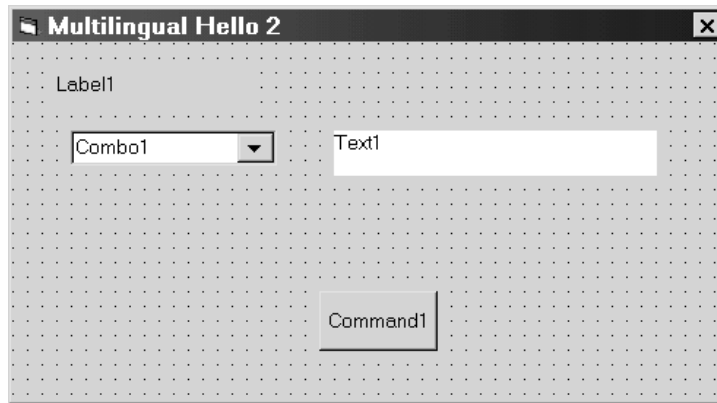 Multilingual Hello 2
Label1
Combo1
Text1
Command1